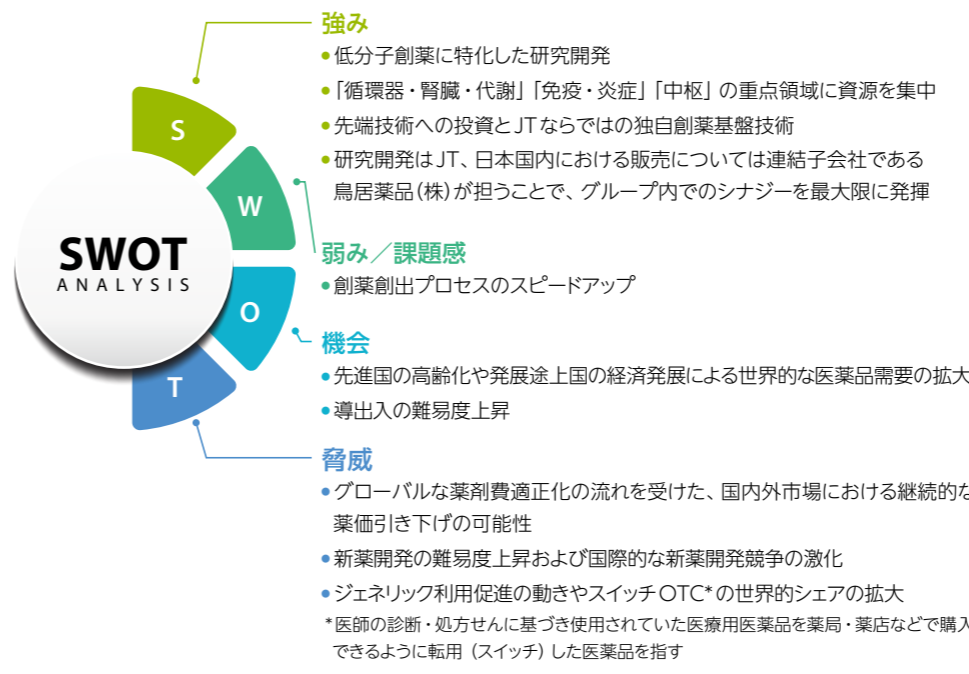 強み
•低分子創薬に特化した研究開発
•「循環器・腎臓・代謝」「免疫・炎症」「中枢」の重点領域に資源を集中
•先端技術への投資とJTならではの独自創薬基盤技術
•研究開発はJT、日本国内における販売については連結子会社である
鳥居薬品(株)が担うことで、グループ内でのシナジーを最大限に発揮
S
W
O
T
SWOT
ANALYSIS
弱み／課題感
•創薬創出プロセスのスピードアップ
機会
•先進国の高齢化や発展途上国の経済発展による世界的な医薬品需要の拡大
•導出入の難易度上昇
脅威
•グローバルな薬剤費適正化の流れを受けた、国内外市場における継続的な
薬価引き下げの可能性
•新薬開発の難易度上昇および国際的な新薬開発競争の激化
•ジェネリック利用促進の動きやスイッチOTC*の世界的シェアの拡大
*医師の診断・処方せんに基づき使用されていた医療用医薬品を薬局・薬店などで購入
できるように転用（スイッチ）した医薬品を指す